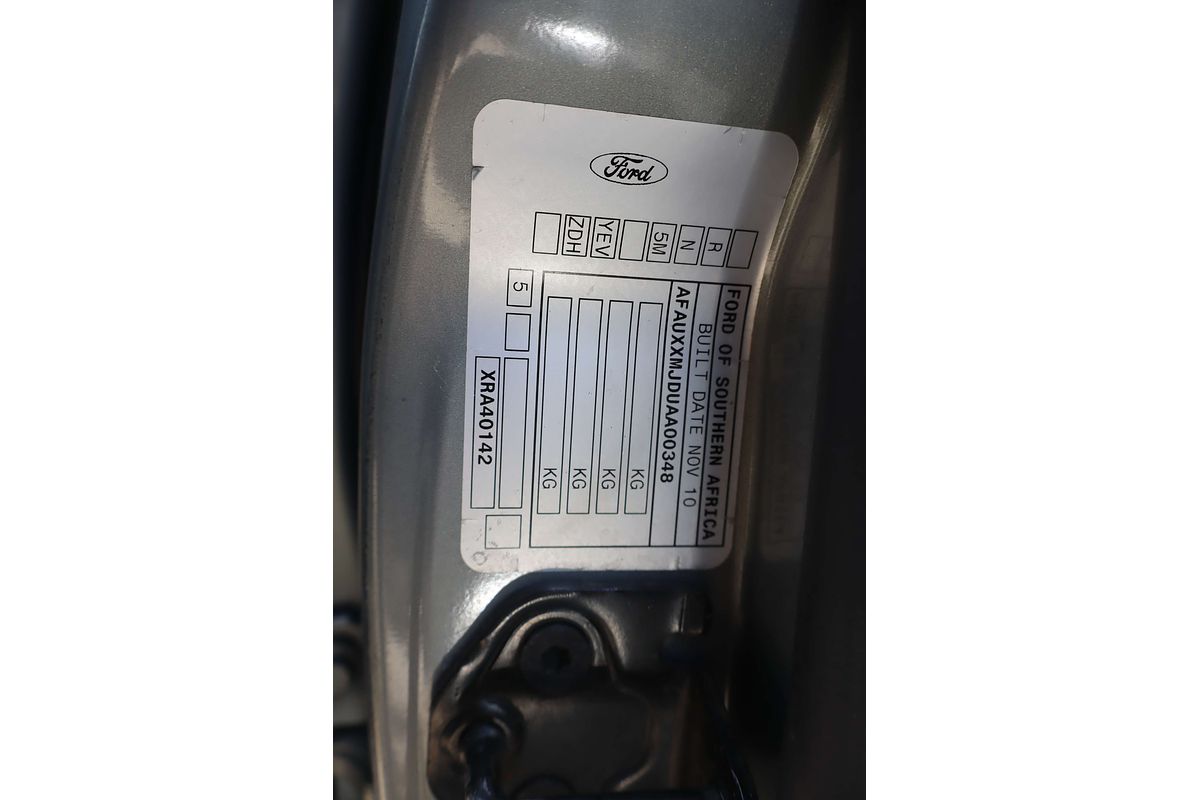 Ford
FORD OF SOUTHERN AFRICA
BUILT DATE NOV 10
AFAUXXMJDUAA00348
KG
KG
KG
KG
R
N
5M
YEV
ZDH
5
XRA40142